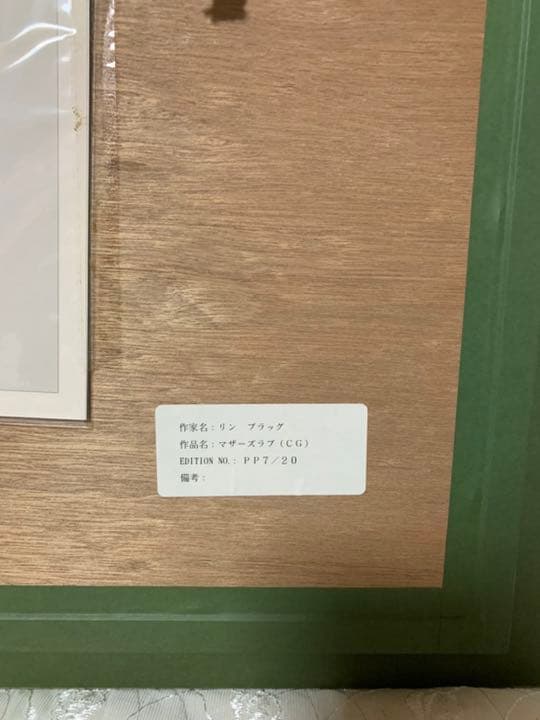 作家名：リン　ブラッグ
作品名：マザーズラブ（ＣＧ）
EDITION NO.：ＰＰ７／２０
備考：